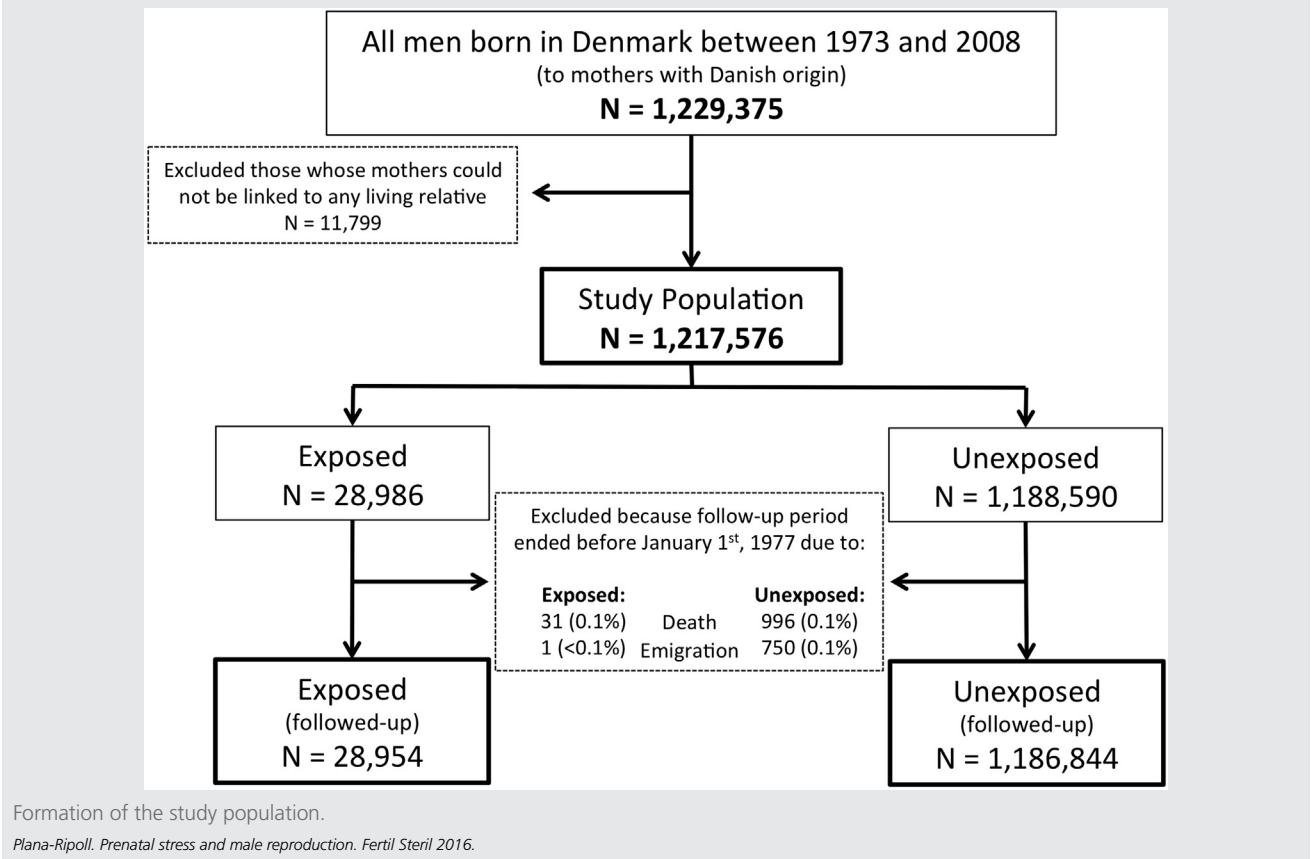 All men born in Denmark between 1973 and 2008
(to mothers with Danish origin)
N = 1,229,375
Excluded those whose mothers could
not be linked to any living relative
N = 11,799
Study Population
N = 1,217,576
Exposed
N = 28,986
Unexposed
N = 1,188,590
Excluded because follow-up period
ended before January 1st, 1977 due to:
Exposed: Unexposed:
31 (0.1%) Death 996 (0.1%)
1 (<0.1%) Emigration 750 (0.1%)
Exposed
(followed-up)
N = 28,954
Unexposed
(followed-up)
N = 1,186,844
Formation of the study population.
Plana-Ripoll. Prenatal stress and male reproduction. Fertil Steril 2016.